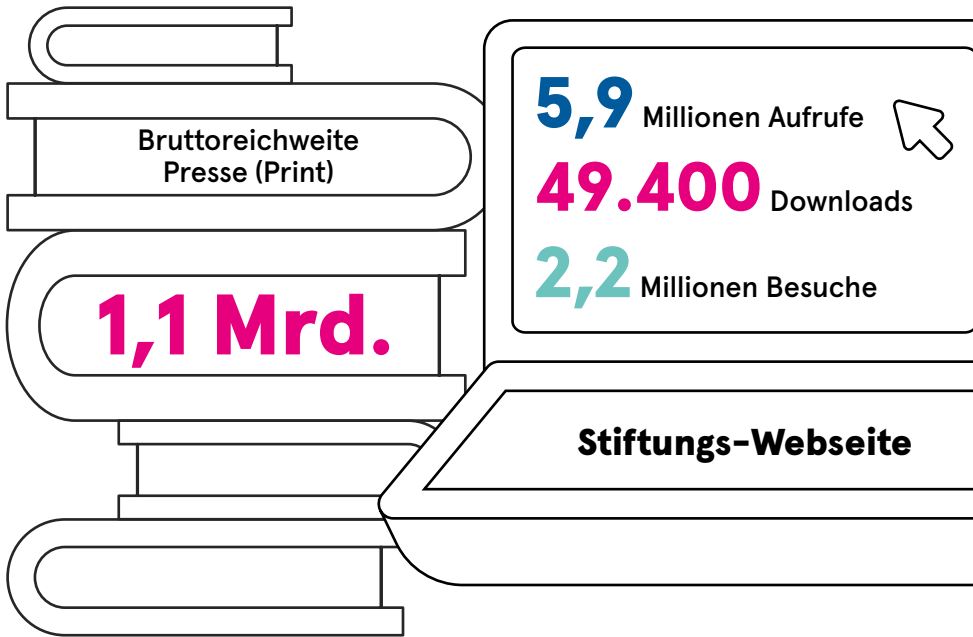 Bruttoreichweite
Presse (Print)
1,1 Mrd.
5,9 Millionen Aufrufe
49.400 Downloads
2,2 Millionen Besuche
Stiftungs-Webseite